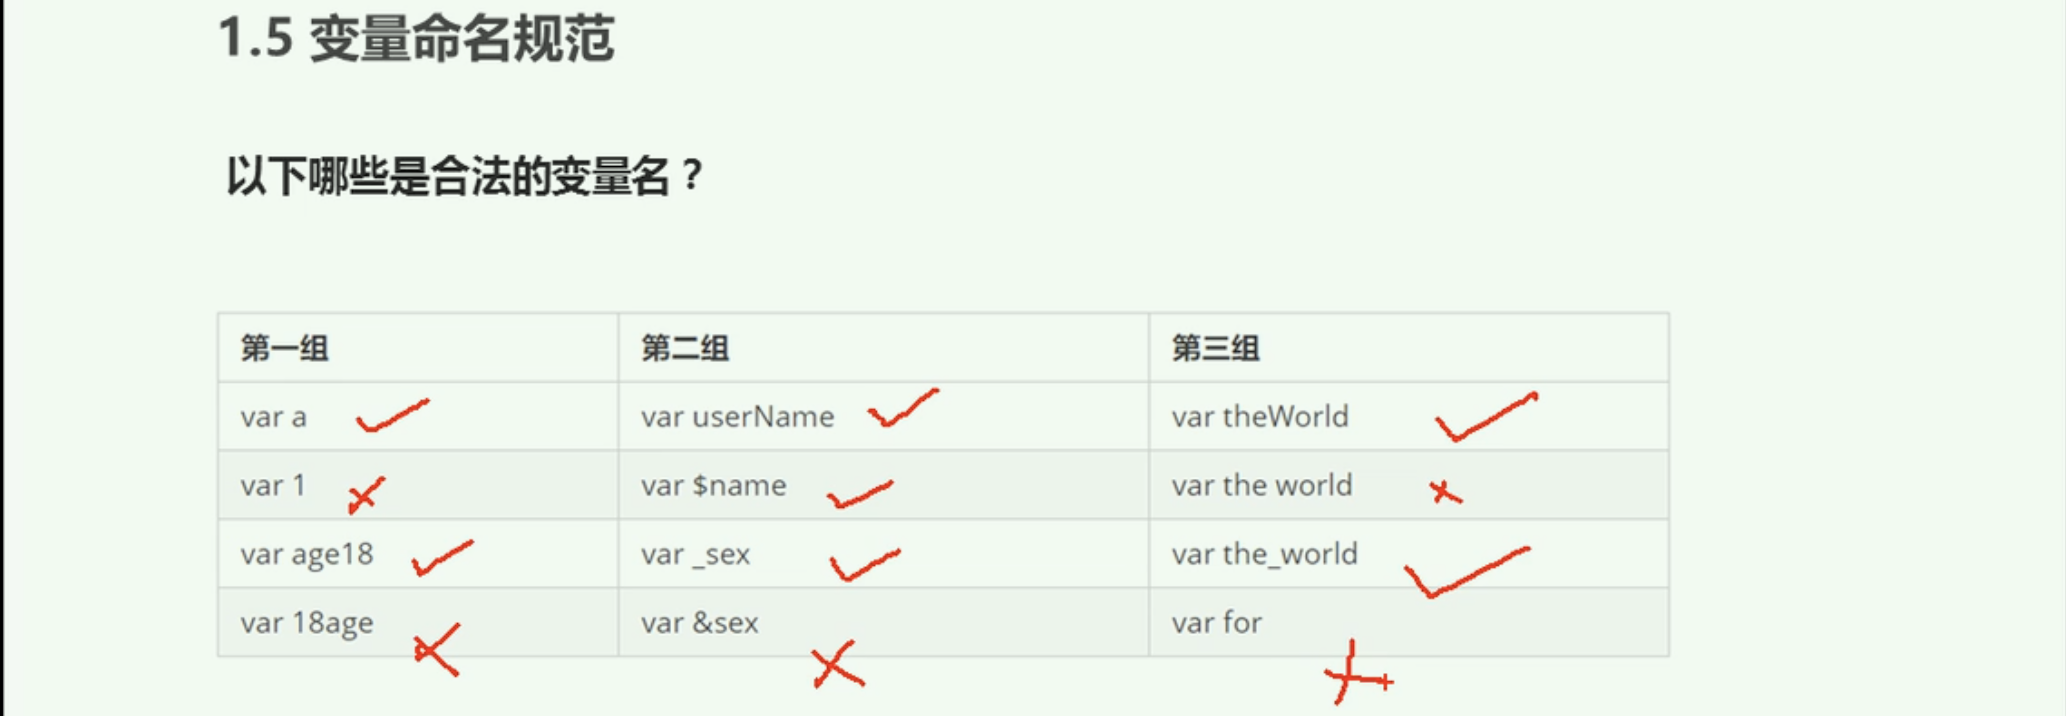 1.5 变量命名规范
以下哪些是合法的变量名？
第一组 第二组 第三组
var a var userName var theWorld
var 1 var $name var the world
var age18 var _sex var the_world
var 18age var &sex var for